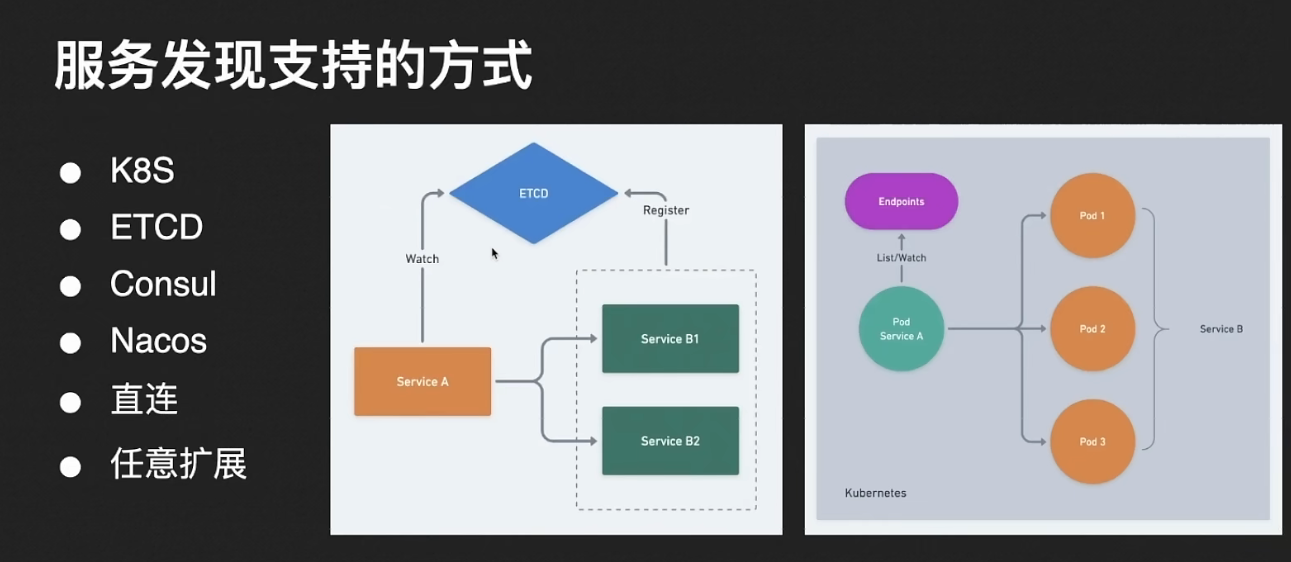 服务发现支持的方式
K8S
ETCD
Consul
Nacos
直连
任意扩展
ETCD
Register
Watch
Service B1
Service A
Service B2
Endpoints
List/Watch
Pod
Service A
Pod 1
Pod 2
Pod 3
Service B
Kubernetes